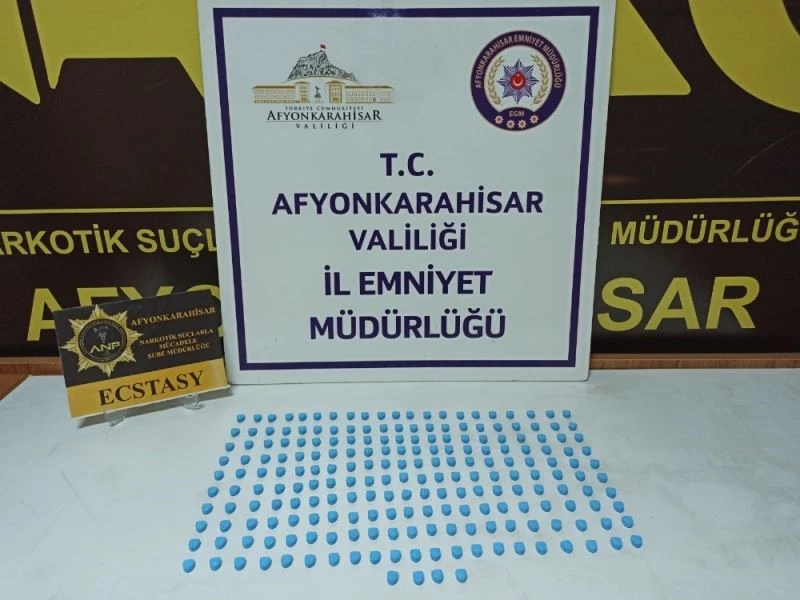 TÜRKİYE CUMHURİYETİ
AFYONKARAHİSAR
VALİLİĞİ
AFYONKARAHİSAR EMNİYET MÜDÜRLÜĞÜ
EGM
T.C.
AFYONKARAHİSAR
VALİLİĞİ
İL EMNİYET
MÜDÜRLÜĞÜ
NARKOTİK SUÇL
MÜDÜRLÜĞ
AFYO
SAR
AFYONKARAHİSAR
NARKOTİK SUÇLARLA
MÜCADELE
ŞUBE MÜDÜRLÜĞÜ
ANP
ECSTASY